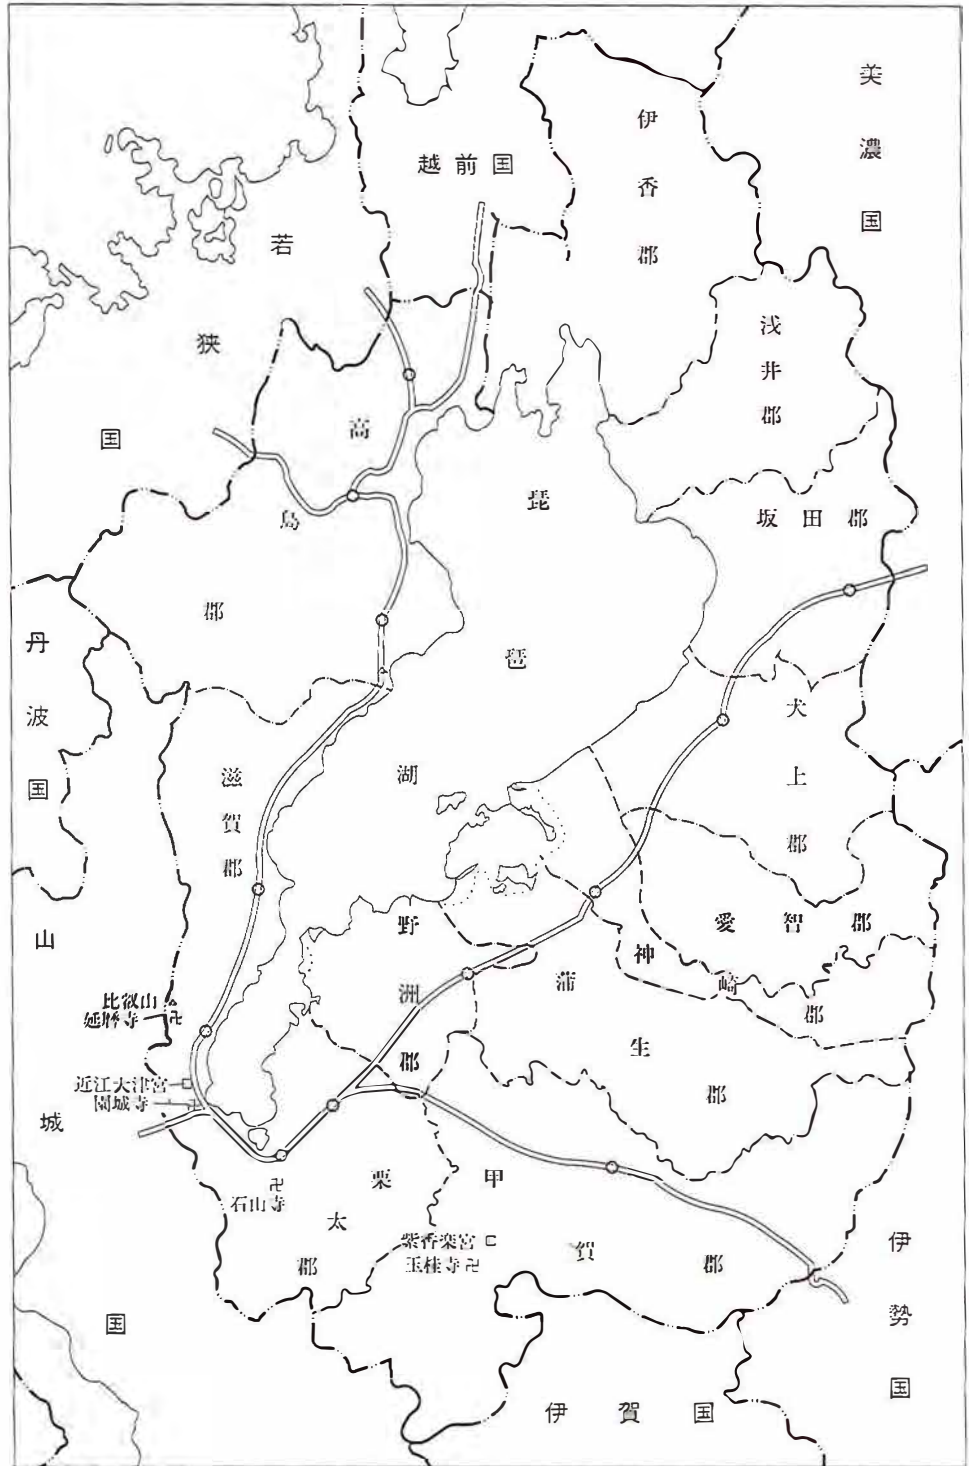 美濃国
伊香郡
越前国
若狭国
浅井郡
高島郡
琵琶湖
坂田郡
丹波国
滋賀郡
犬上郡
愛智郡
野洲郡
神崎郡
蒲生郡
山城国
比叡山
延暦寺
近江大津宮
園城寺
石山寺
栗太郡
甲賀郡
紫香楽宮
玉桂寺
伊勢国
伊賀国